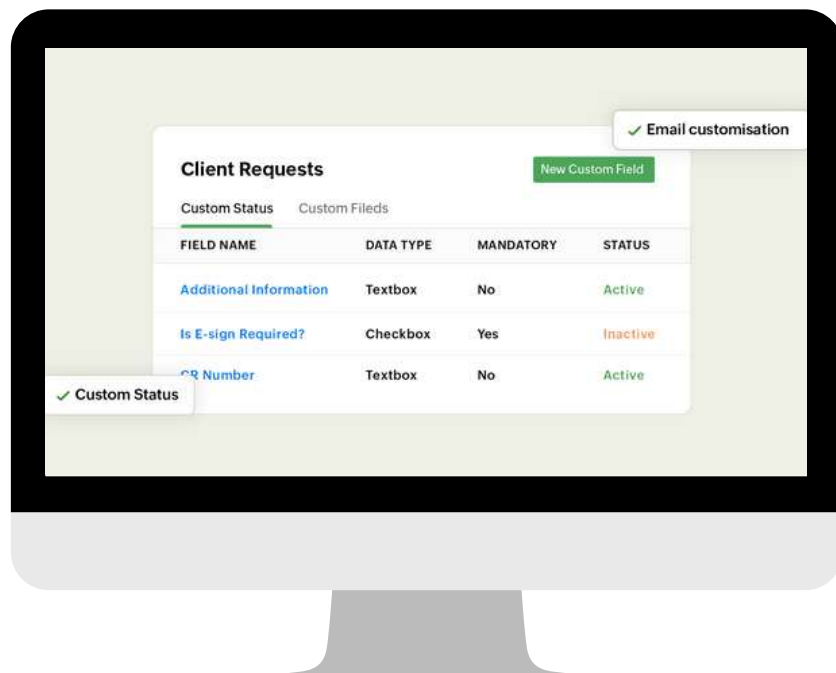 Email customisation
Client Requests
New Custom Field
Custom Status Custom Fileds
FIELD NAME DATA TYPE MANDATORY STATUS
Additional Information Textbox No Active
Is E-sign Required? Checkbox Yes Inactive
CR Number Textbox No Active
Custom Status